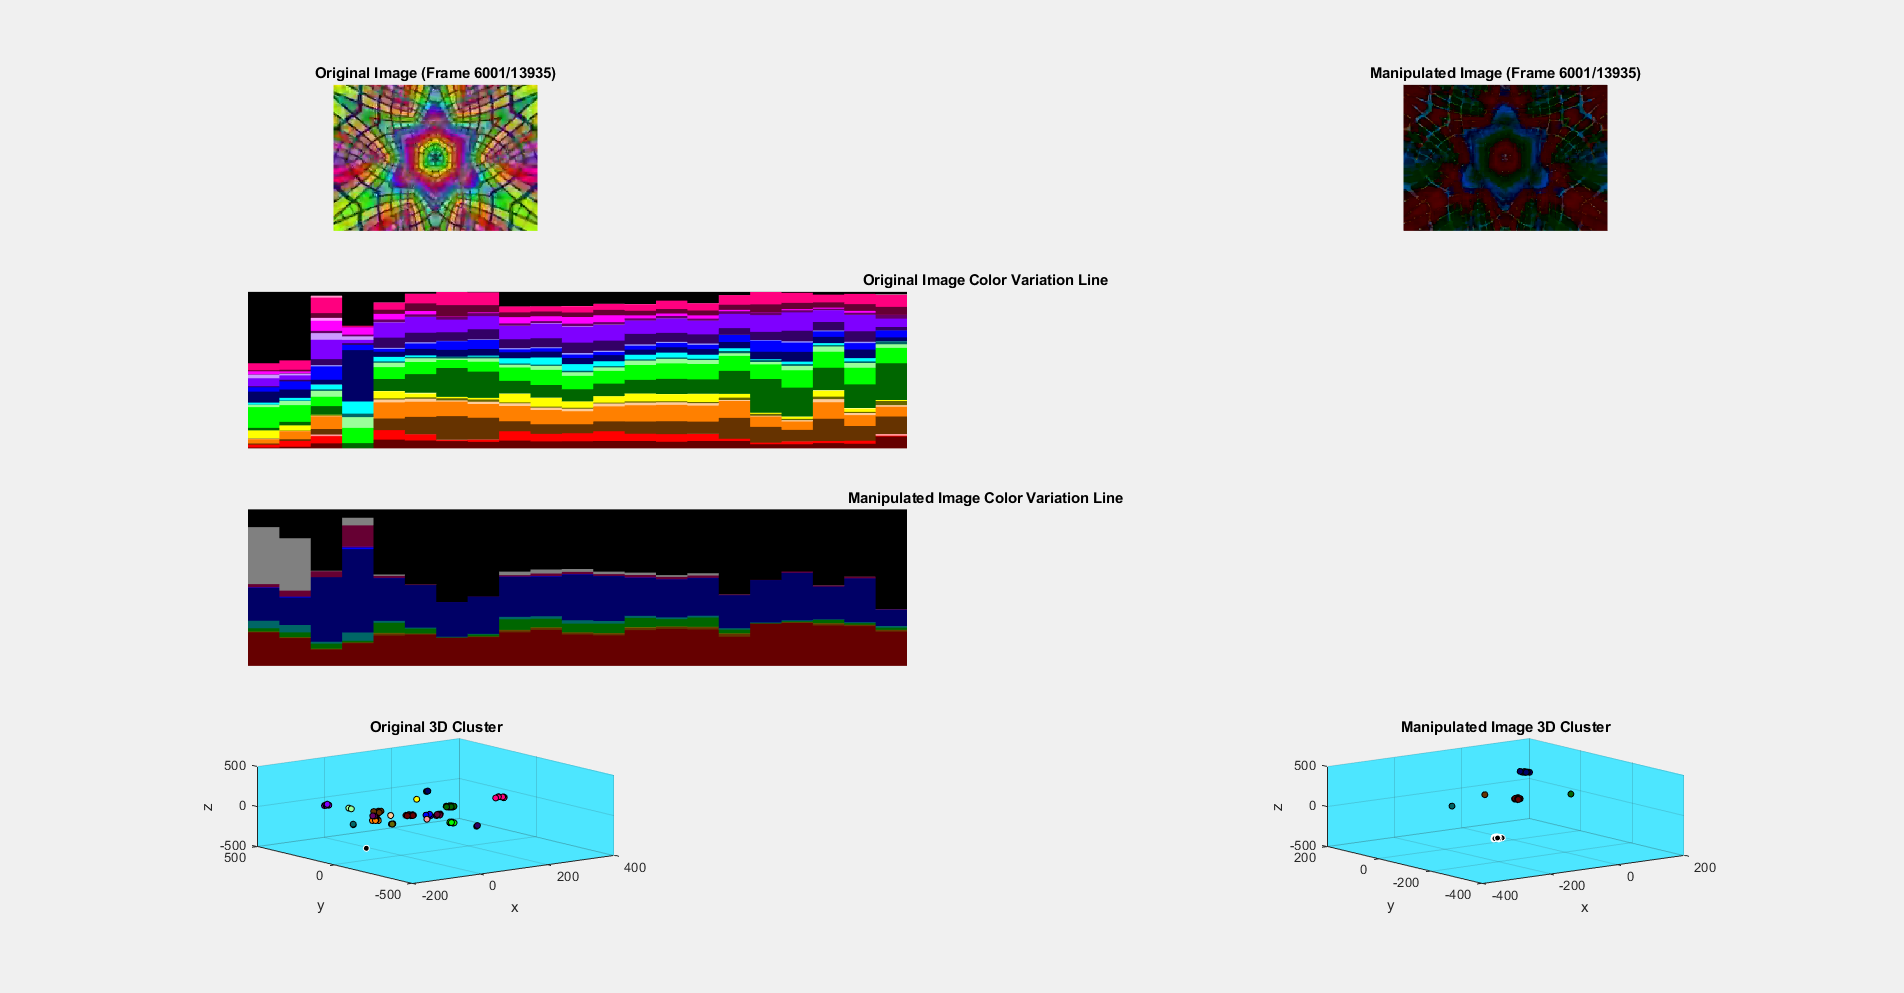 Original Image (Frame 6001/13935)
Manipulated Image (Frame 6001/13935)
Original Image Color Variation Line
Manipulated Image Color Variation Line
Original 3D Cluster
500
0
-500
z
500
0
-500
y
-200
0
200
400
x
Manipulated Image 3D Cluster
500
0
-500
z
200
0
-200
-400
y
-400
-200
0
200
x